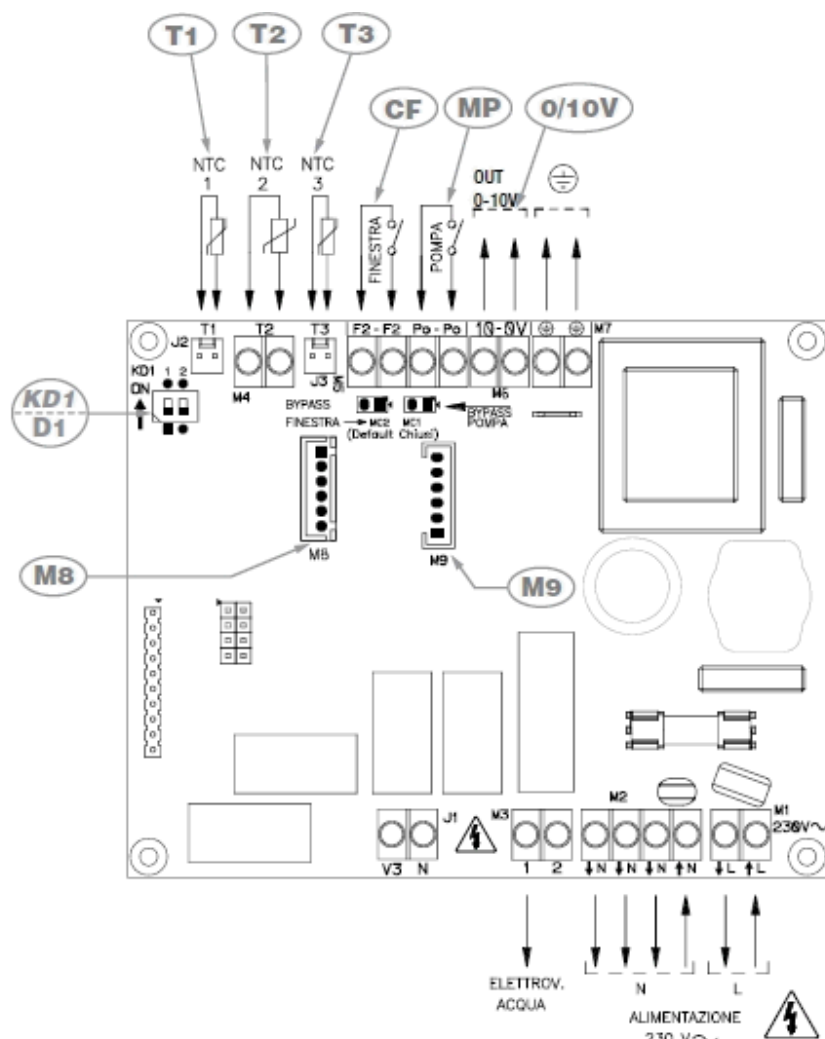 T1 T2 T3
CF MP 0/10V
NTC 1
NTC 2
NTC 3
FINESTRA
POMPA
OUT
0-10V
J2 T1 T2 T3 F2-F2 Po-Po 10-0V M7
KD1 1 2
ON
KD1
D1
M4 J3 M5 M6
BYPASS
FINESTRA
MC2 MC1
(Default Chiusi)
BYPASS
POMPA
M8
M8
M9
M9
J1 M3 M2 M1
230V~
V3 N 1 2 N N N N L L
ELETTROV.
ACQUA
N L
ALIMENTAZIONE
230 V~